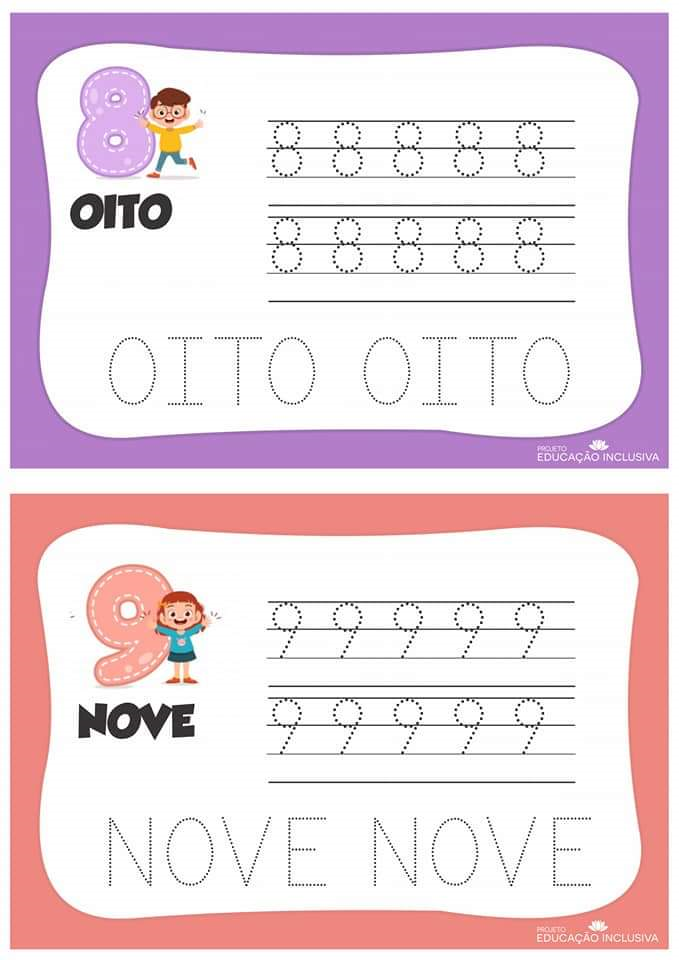 8
OITO
8 8 8 8 8
8 8 8 8 8
OITO OITO
PROJETO
EDUCAÇÃO INCLUSIVA
9
NOVE
9 9 9 9 9
9 9 9 9 9
NOVE NOVE
PROJETO
EDUCAÇÃO INCLUSIVA